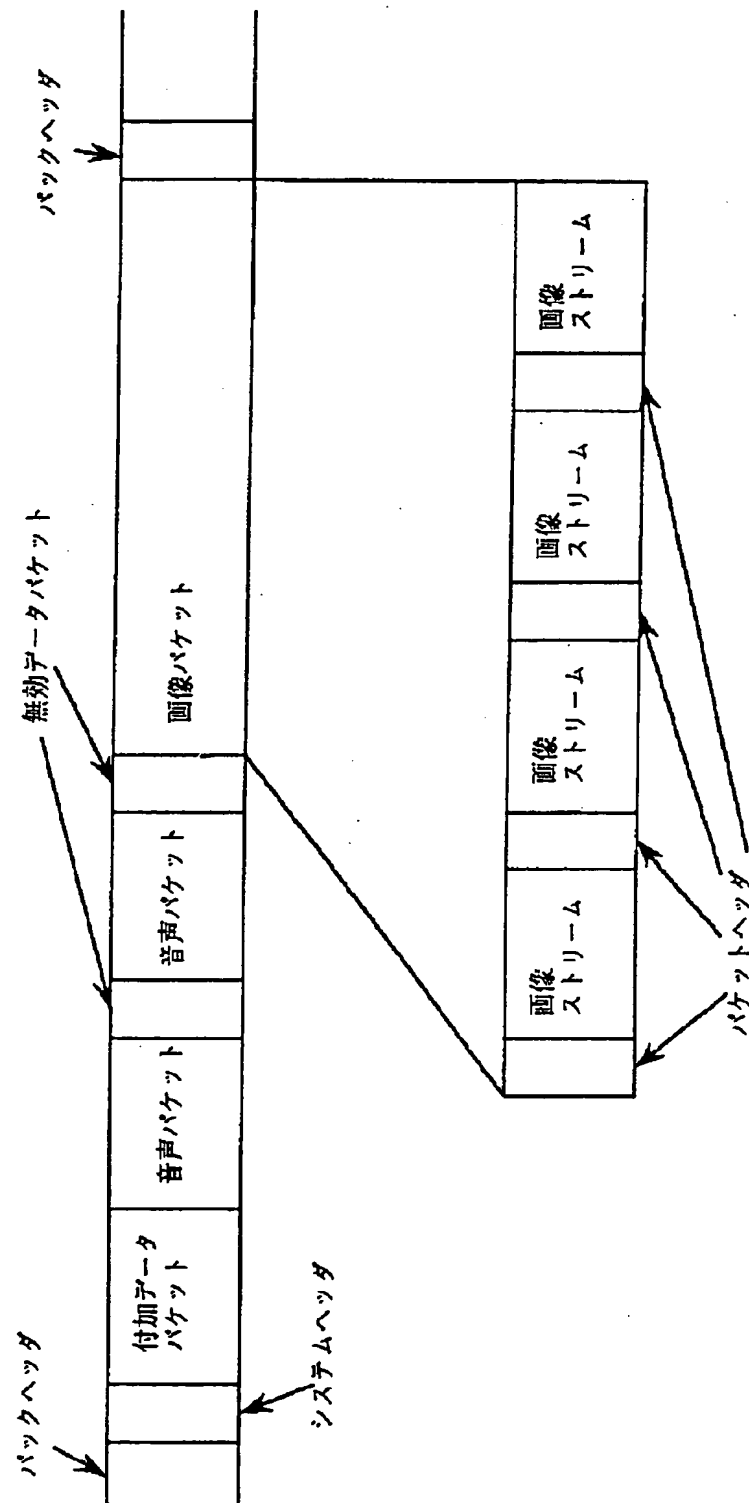 パックヘッダ
無効データパケット
パックヘッダ
付加データ
パケット
音声パケット
音声パケット
画像パケット
システムヘッダ
画像
ストリーム
画像
ストリーム
画像
ストリーム
画像
ストリーム
パケットヘッダ